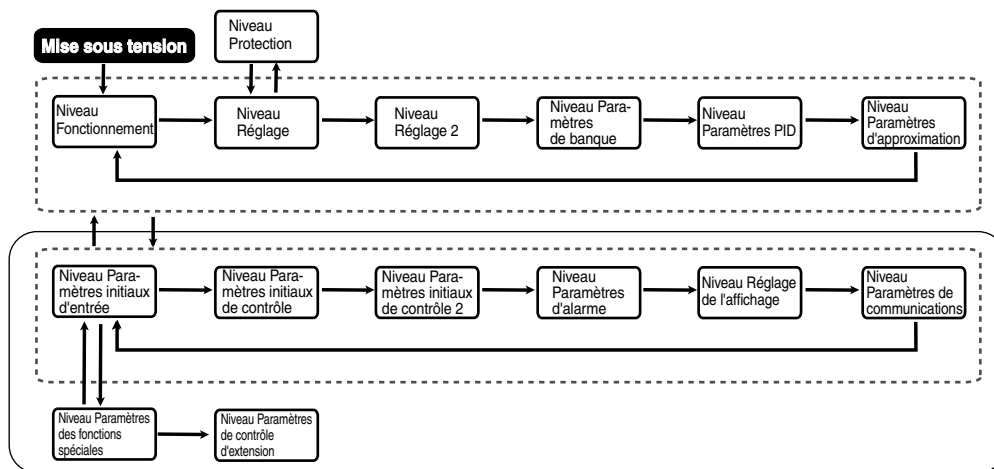 Niveau
Protection
Mise sous tension
Niveau
Fonctionnement
Niveau
Réglage
Niveau
Réglage 2
Niveau Para-
mètres
de banque
Niveau
Paramètres PID
Niveau
Paramètres
d'approximation
Niveau Para-
mètres initiaux
d'entrée
Niveau Para-
mètres initiaux
de contrôle
Niveau Para-
mètres initiaux
de contrôle 2
Niveau
Paramètres
d'alarme
Niveau Réglage
de l'affichage
Niveau
Paramètres de
communications
Niveau Paramètres
des fonctions
spéciales
Niveau Paramètres
de contrôle
d'extension